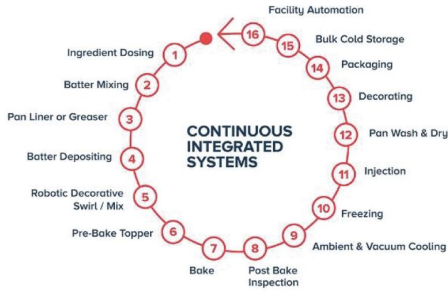 Facility Automation
16
Bulk Cold Storage
15
Ingredient Dosing
1
Packaging
14
Batter Mixing
2
Decorating
13
Pan Liner or Greaser
3
CONTINUOUS
INTEGRATED
SYSTEMS
Pan Wash & Dry
12
Batter Depositing
4
Injection
11
Robotic Decorative
Swirl / Mix
5
Freezing
10
Pre-Bake Topper
6
Ambient & Vacuum Cooling
9
Bake
7
Post Bake
Inspection
8